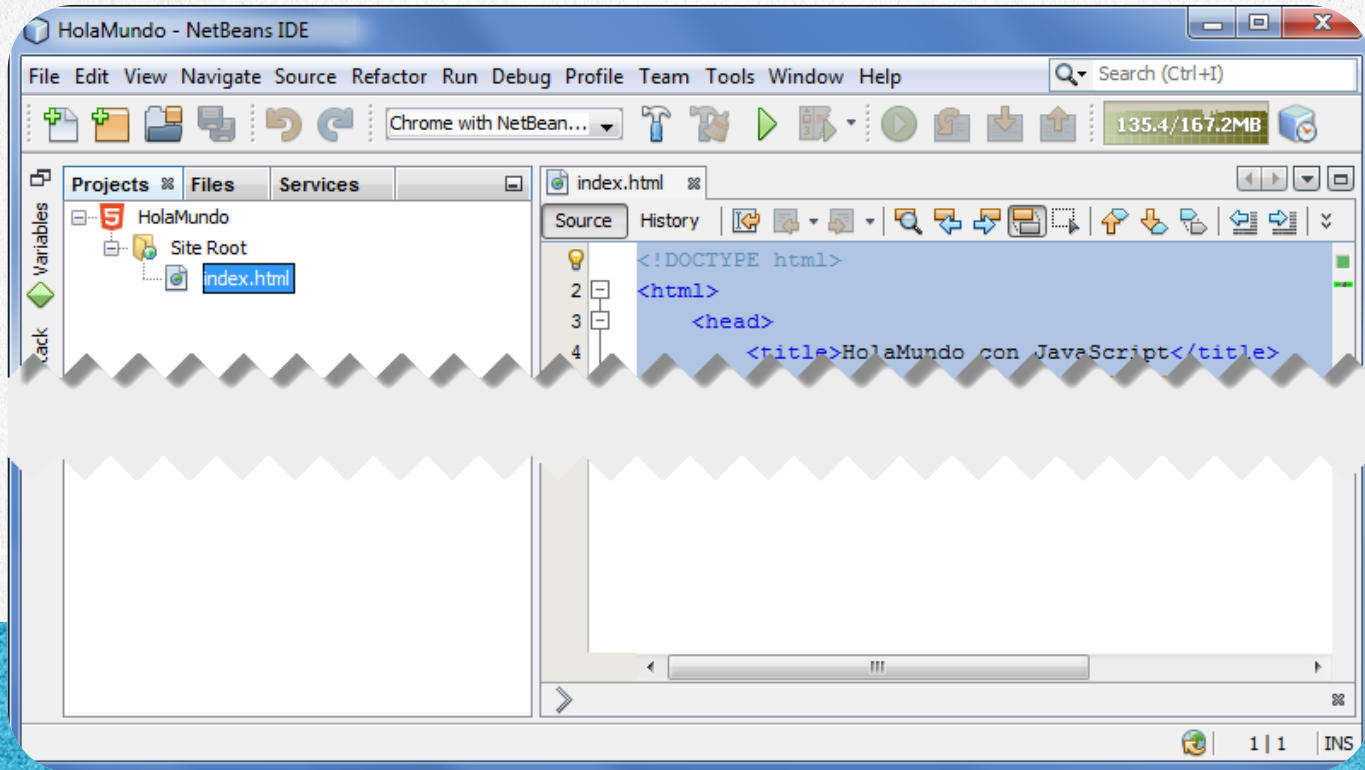 HolaMundo - NetBeans IDE
File Edit View Navigate Source Refactor Run Debug Profile Team Tools Window Help
Search (Ctrl+I)
Chrome with NetBean...
135.4/167.2MB
Variables
Projects Files Services
HolaMundo
Site Root
index.html
index.html
Source History
<!DOCTYPE html>
2 <html>
3 <head>
4 <title>HolaMundo con JavaScript</title>
1 | 1 INS